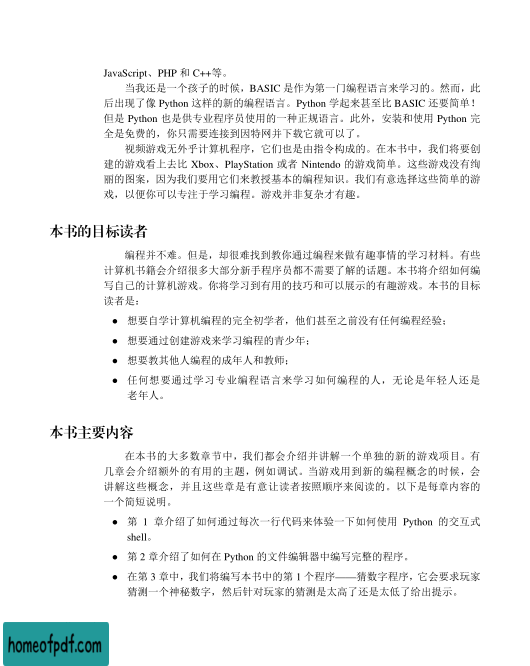 JavaScript、PHP 和 C++等。
当我还是一个孩子的时候，BASIC 是作为第一门编程语言来学习的。然而，此
后出现了像 Python 这样的新的编程语言。Python 学起来甚至比 BASIC 还要简单！
但是 Python 也是供专业程序员使用的一种正规语言。此外，安装和使用 Python 完
全是免费的，你只需要连接到因特网并下载它就可以了。
视频游戏无外乎计算机程序，它们也是由指令构成的。在本书中，我们将要创
建的游戏看上去比 Xbox、PlayStation 或者 Nintendo 的游戏简单。这些游戏没有绚
丽的图案，因为我们要用它们来教授基本的编程知识。我们有意选择这些简单的游
戏，以便你可以专注于学习编程。游戏并非复杂才有趣。
本书的目标读者
编程并不难。但是，却很难找到教你通过编程来做有趣事情的学习材料。有些
计算机书籍会介绍很多大部分新手程序员都不需要了解的话题。本书将介绍如何编
写自己的计算机游戏。你将学习到有用的技巧和可以展示的有趣游戏。本书的目标
读者是：
● 想要自学计算机编程的完全初学者，他们甚至之前没有任何编程经验；
● 想要通过创建游戏来学习编程的青少年；
● 想要教其他人编程的成年人和教师；
● 任何想要通过学习专业编程语言来学习如何编程的人，无论是年轻人还是
老年人。
本书主要内容
在本书的大多数章节中，我们都会介绍并讲解一个单独的新的游戏项目。有
几章会介绍额外的有用的主题，例如调试。当游戏用到新的编程概念的时候，会
讲解这些概念，并且这些章是有意让读者按照顺序来阅读的。以下是每章内容的
一个简短说明。
● 第 1 章介绍了如何通过每次一行代码来体验一下如何使用 Python 的交互式
shell。
● 第 2 章介绍了如何在 Python 的文件编辑器中编写完整的程序。
● 在第 3 章中，我们将编写本书中的第 1 个程序——猜数字程序，它会要求玩家
猜测一个神秘数字，然后针对玩家的猜测是太高了还是太低了给出提示。
homeofpdf.com